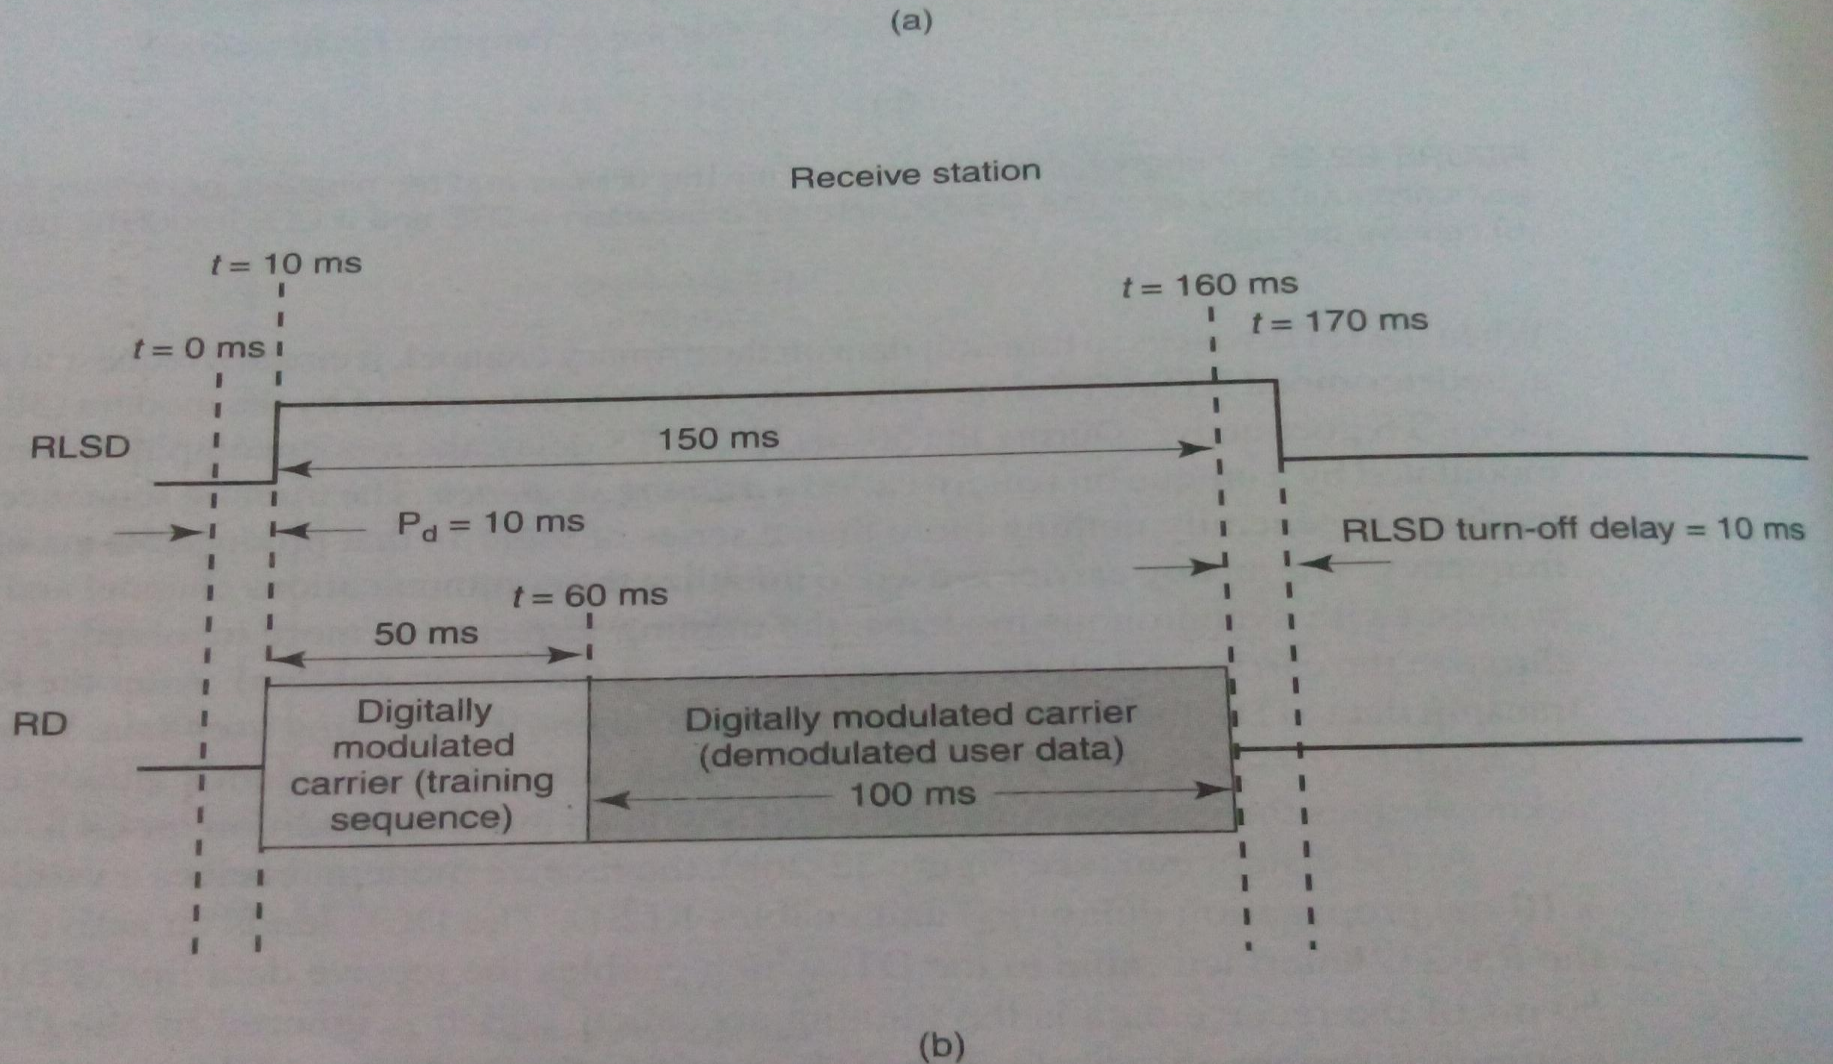 (a)
Receive station
t = 10 ms
t = 160 ms
t = 170 ms
t = 0 ms
RLSD
150 ms
Pd = 10 ms
RLSD turn-off delay = 10 ms
t = 60 ms
50 ms
RD
Digitally
modulated
carrier (training
sequence)
Digitally modulated carrier
(demodulated user data)
100 ms
(b)